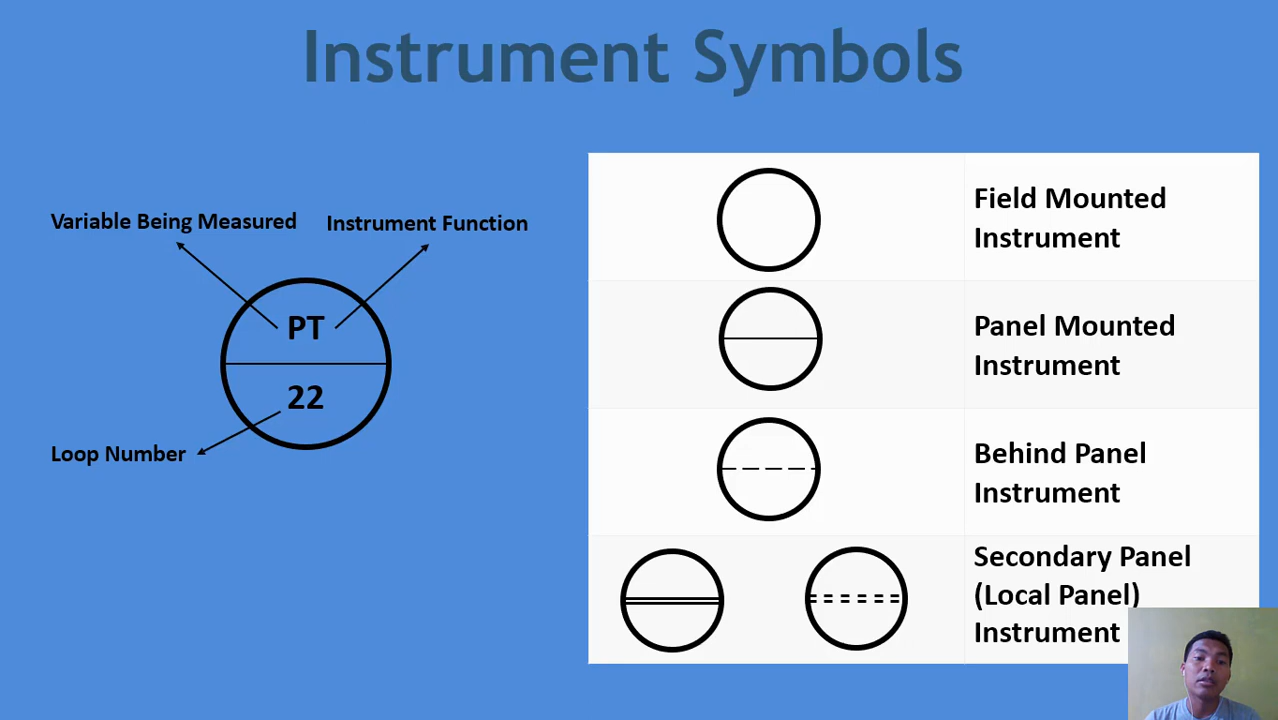 Instrument Symbols
Variable Being Measured
Instrument Function
PT
22
Loop Number
Field Mounted
Instrument
Panel Mounted
Instrument
Behind Panel
Instrument
Secondary Panel
(Local Panel)
Instrument